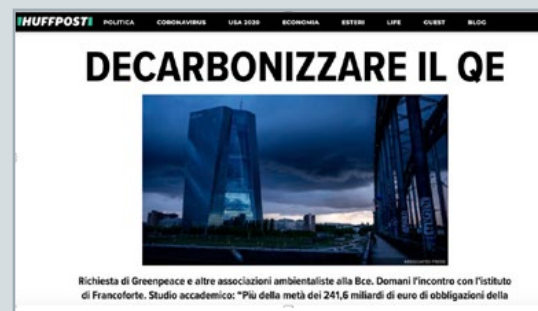 HUFFPOST POLITICA CORONAVIRUS USA 2020 ECONOMIA ESTERI LIFE GUEST BLOG
DECARBONIZZARE IL QE
ASSOCIATED PRESS
Richiesta di Greenpeace e altre associazioni ambientaliste alla Bce. Domani l'incontro con l'istituto
di Francoforte. Studio accademico: “Più della metà dei 241,6 miliardi di euro di obbligazioni della